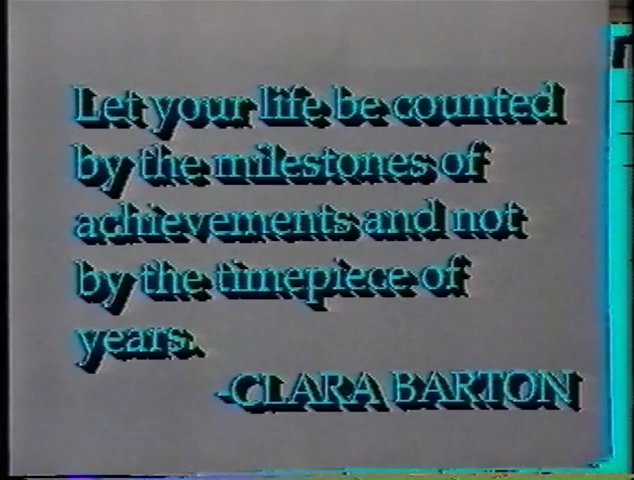 Let your life be counted
by the milestones of
achievements and not
by the timepiece of
years.
-CLARA BARTON